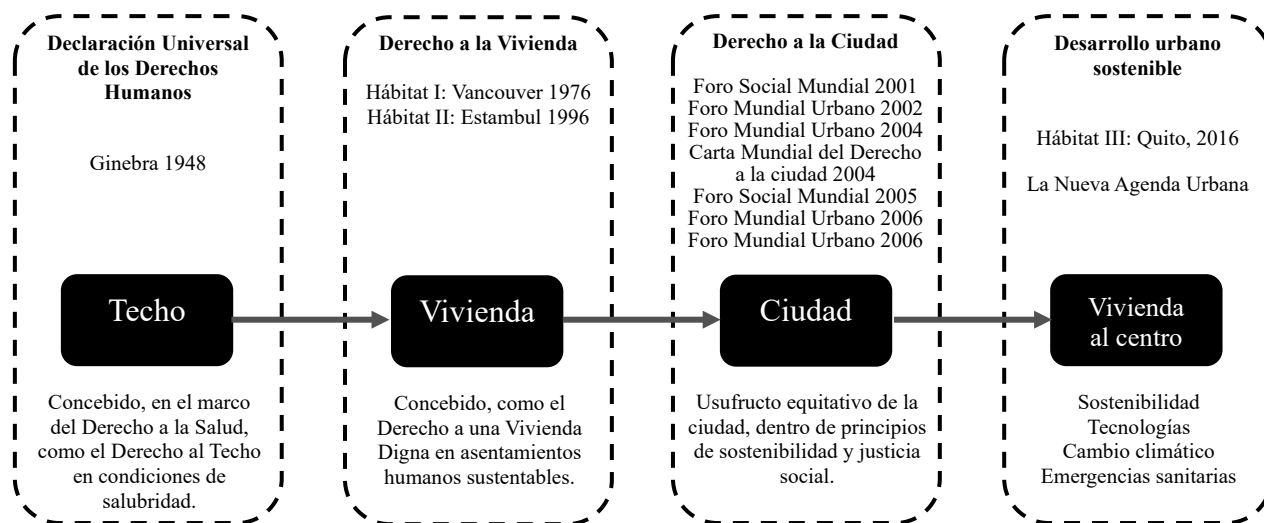 Declaración Universal
de los Derechos
Humanos
Ginebra 1948
Techo
Concebido, en el marco
del Derecho a la Salud,
como el Derecho al Techo
en condiciones de
salubridad.
Derecho a la Vivienda
Hábitat I: Vancouver 1976
Hábitat II: Estambul 1996
Vivienda
Concebido, como el
Derecho a una Vivienda
Digna en asentamientos
humanos sustentables.
Derecho a la Ciudad
Foro Social Mundial 2001
Foro Mundial Urbano 2002
Foro Mundial Urbano 2004
Carta Mundial del Derecho
a la ciudad 2004
Foro Social Mundial 2005
Foro Mundial Urbano 2006
Foro Mundial Urbano 2006
Ciudad
Usufructo equitativo de la
ciudad, dentro de principios
de sostenibilidad y justicia
social.
Desarrollo urbano
sostenible
Hábitat III: Quito, 2016
La Nueva Agenda Urbana
Vivienda
al centro
Sostenibilidad
Tecnologías
Cambio climático
Emergencias sanitarias